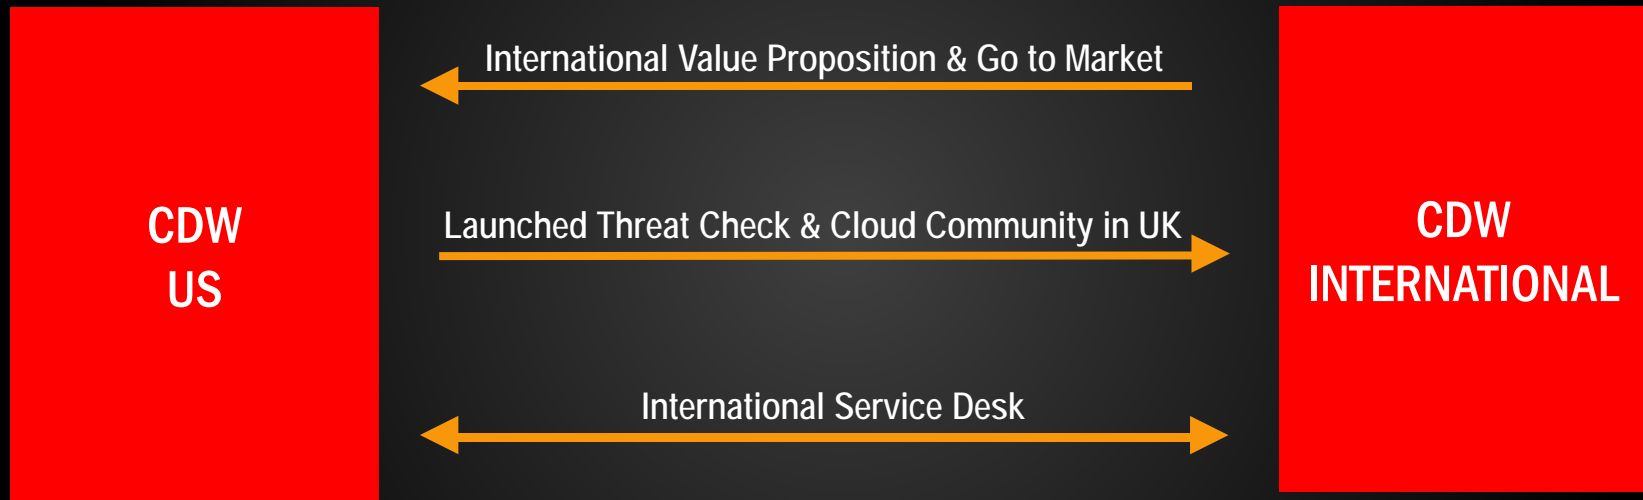 International Value Proposition & Go to Market
CDW
US
Launched Threat Check & Cloud Community in UK
CDW
INTERNATIONAL
International Service Desk